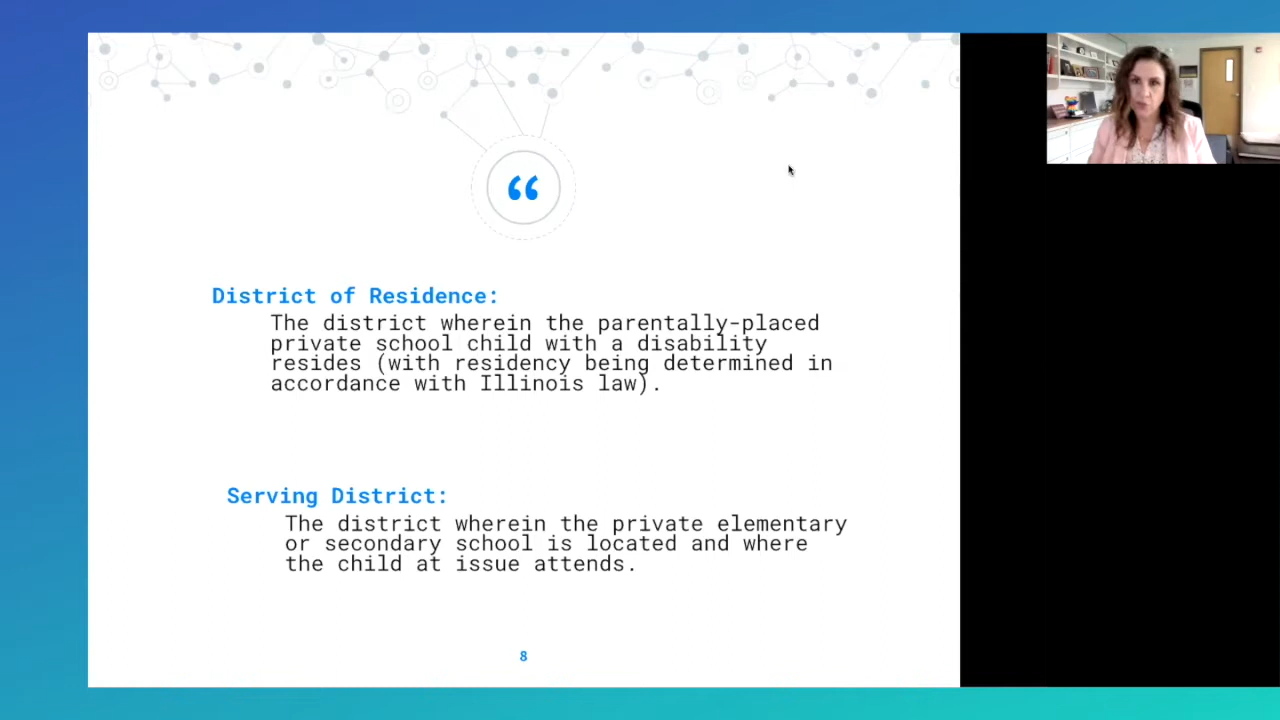 “
District of Residence:
The district wherein the parentally-placed
private school child with a disability
resides (with residency being determined in
accordance with Illinois law).
Serving District:
The district wherein the private elementary
or secondary school is located and where
the child at issue attends.
8